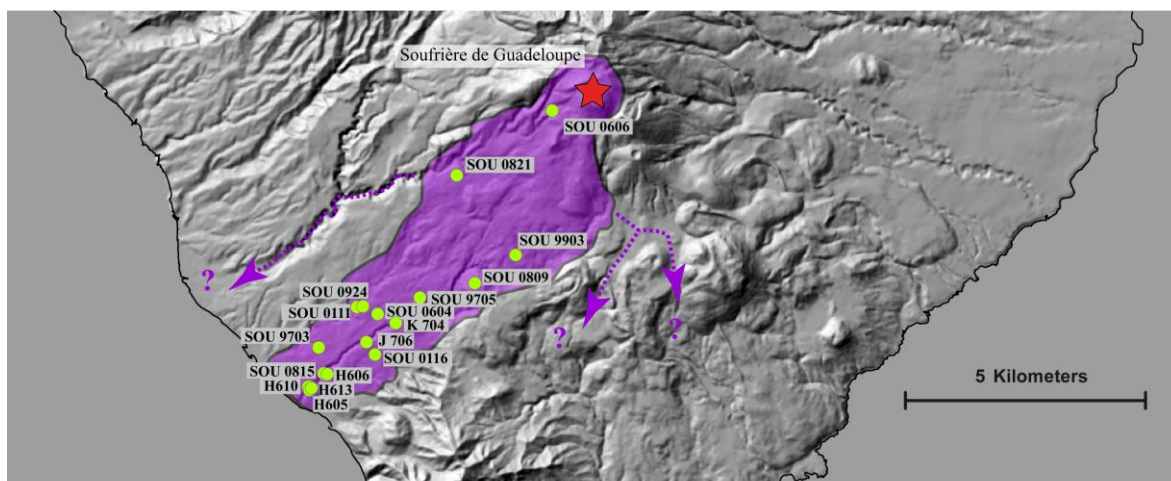 Soufrière de Guadeloupe
SOU 0606
SOU 0821
SOU 9903
SOU 0809
?
SOU 0924
SOU 9705
SOU 0111
SOU 0604
K 704
?
?
SOU 9703
J 706
SOU 0116
SOU 0815
H606
H610
H613
H605
5 Kilometers